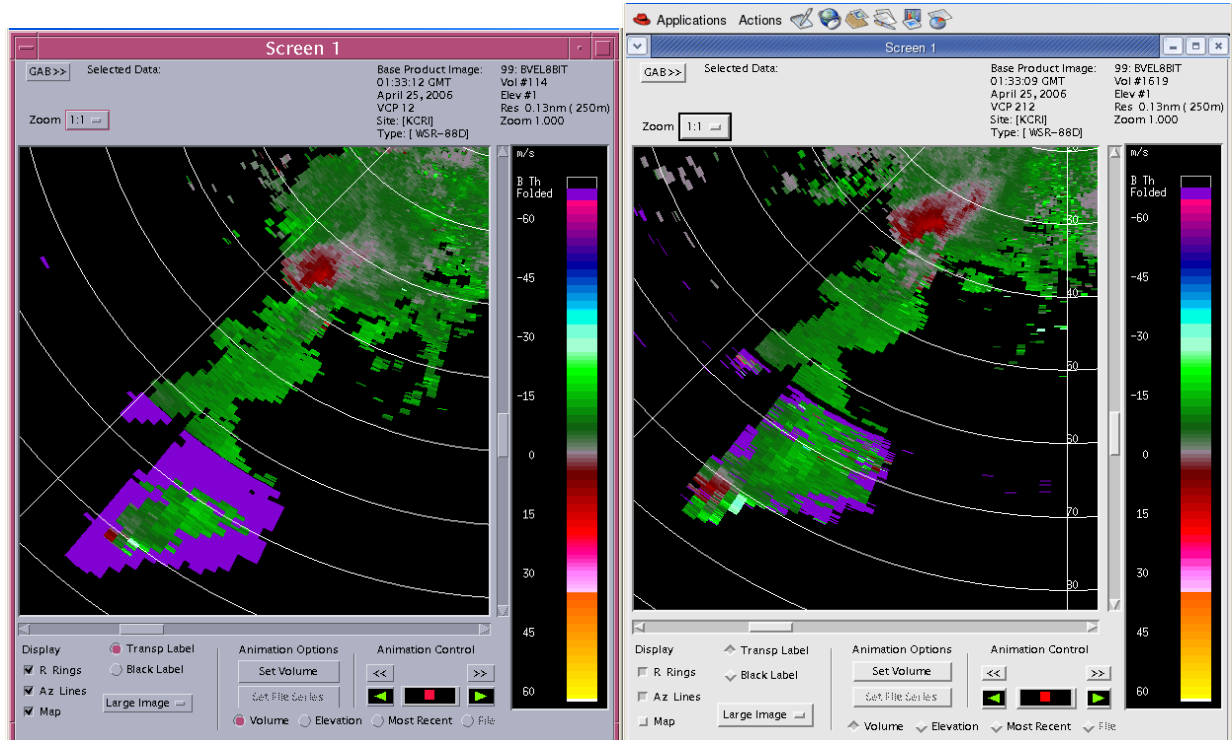 Screen 1
GAB>>
Selected Data:
Base Product Image:
01:33:12 GMT
April 25, 2006
VCP 12
Site: [KCRI]
Type: [ WSR-88D]
99: BVEL8BIT
Vol #114
Elev #1
Res 0.13nm ( 250m)
Zoom 1.000
Zoom 1:1
m/s
B Th
Folded
-60
-45
-30
-15
0
15
30
45
60
Display
R Rings
Az Lines
Map
Transp Label
Black Label
Large Image
Animation Options
Set Volume
Set File Series
Animation Control
<<
>>
Volume
Elevation
Most Recent
File
Applications Actions
Screen 1
GAB>>
Selected Data:
Base Product Image:
01:33:09 GMT
April 25, 2006
VCP 212
Site: [KCRI]
Type: [ WSR-88D]
99: BVEL8BIT
Vol #1619
Elev #1
Res 0.13nm ( 250m)
Zoom 1.000
Zoom 1:1
30
40
50
60
70
80
m/s
B Th
Folded
-60
-45
-30
-15
0
15
30
45
60
Display
R Rings
Az Lines
Map
Transp Label
Black Label
Large Image
Animation Options
Set Volume
Set File Series
Animation Control
<<
>>
Volume
Elevation
Most Recent
File